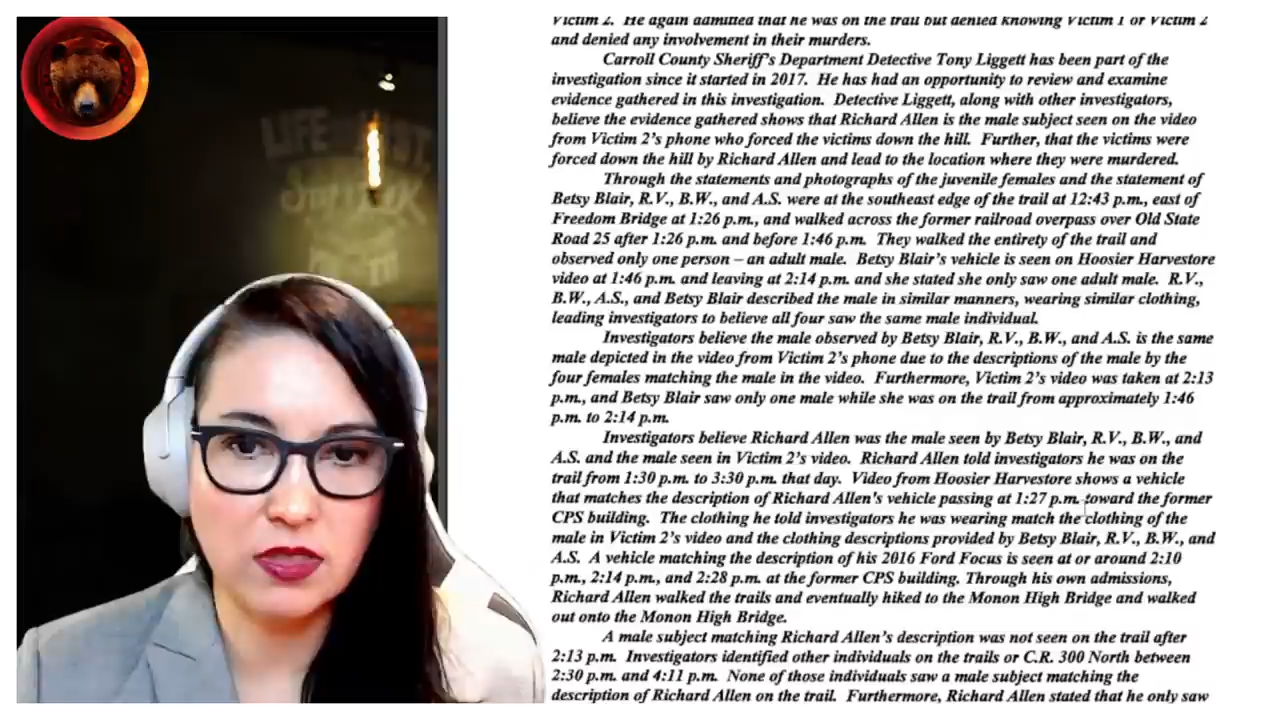 LIFE
Victim 2. He again admitted that he was on the trail but denied knowing Victim 1 or Victim 2
and denied any involvement in their murders.
Carroll County Sheriff's Department Detective Tony Liggett has been part of the
investigation since it started in 2017. He has had an opportunity to review and examine
evidence gathered in this investigation. Detective Liggett, along with other investigators,
believe the evidence gathered shows that Richard Allen is the male subject seen on the video
from Victim 2's phone who forced the victims down the hill. Further, that the victims were
forced down the hill by Richard Allen and lead to the location where they were murdered.
Through the statements and photographs of the juvenile females and the statement of
Betsy Blair, R.V., B.W., and A.S. were at the southeast edge of the trail at 12:43 p.m., east of
Freedom Bridge at 1:26 p.m., and walked across the former railroad overpass over Old State
Road 25 after 1:26 p.m. and before 1:46 p.m. They walked the entirety of the trail and
observed only one person – an adult male. Betsy Blair's vehicle is seen on Hoosier Harvestore
video at 1:46 p.m. and leaving at 2:14 p.m. and she stated she only saw one adult male. R.V.,
B.W., A.S., and Betsy Blair described the male in similar manners, wearing similar clothing,
leading investigators to believe all four saw the same male individual.
Investigators believe the male observed by Betsy Blair, R.V., B.W., and A.S. is the same
male depicted in the video from Victim 2's phone due to the descriptions of the male by the
four females matching the male in the video. Furthermore, Victim 2's video was taken at 2:13
p.m., and Betsy Blair saw only one male while she was on the trail from approximately 1:46
p.m. to 2:14 p.m.
Investigators believe Richard Allen was the male seen by Betsy Blair, R.V., B.W., and
A.S. and the male seen in Victim 2's video. Richard Allen told investigators he was on the
trail from 1:30 p.m. to 3:30 p.m. that day. Video from Hoosier Harvestore shows a vehicle
that matches the description of Richard Allen's vehicle passing at 1:27 p.m. toward the former
CPS building. The clothing he told investigators he was wearing match the clothing of the
male in Victim 2's video and the clothing descriptions provided by Betsy Blair, R.V., B.W., and
A.S. A vehicle matching the description of his 2016 Ford Focus is seen at or around 2:10
p.m., 2:14 p.m., and 2:28 p.m. at the former CPS building. Through his own admissions,
Richard Allen walked the trails and eventually hiked to the Monon High Bridge and walked
out onto the Monon High Bridge.
A male subject matching Richard Allen's description was not seen on the trail after
2:13 p.m. Investigators identified other individuals on the trails or C.R. 300 North between
2:30 p.m. and 4:11 p.m. None of those individuals saw a male subject matching the
description of Richard Allen on the trail. Furthermore, Richard Allen stated that he only saw